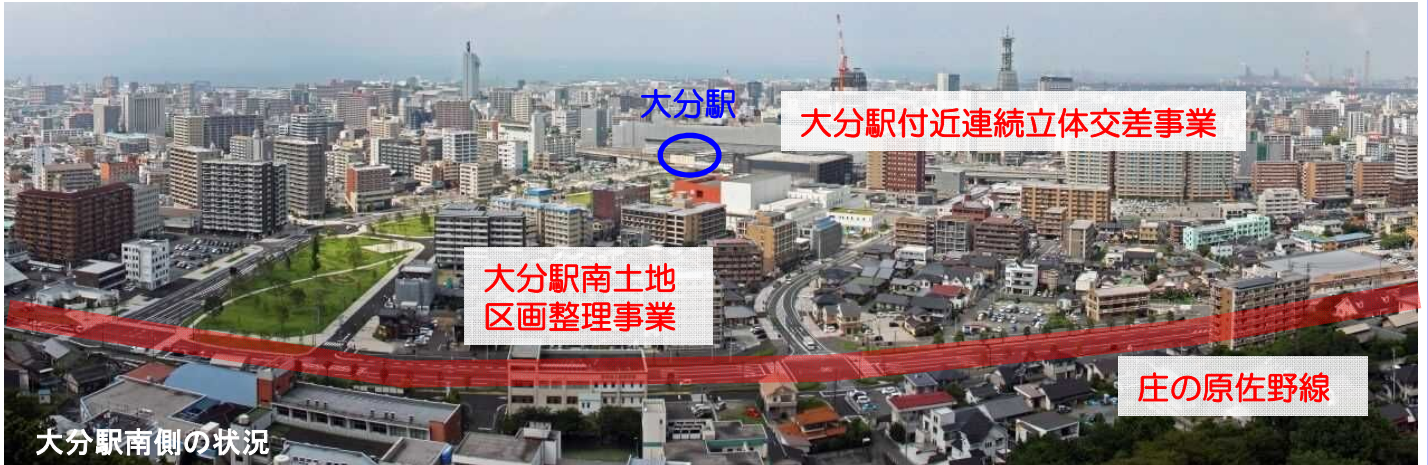 大分駅
大分駅付近連続立体交差事業
大分駅南土地
区画整理事業
庄の原佐野線
大分駅南側の状況